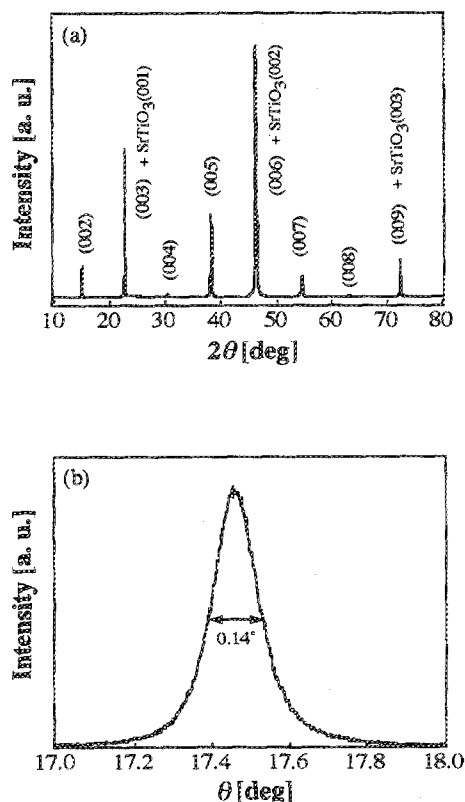 (a)
Intensity [a. u.]
(002)
(003) + SrTiO3(001)
(004)
(005)
(006) + SrTiO3(002)
(007)
(008)
(009) + SrTiO3(003)
10 20 30 40 50 60 70 80
2θ [deg]
(b)
Intensity [a. u.]
0.14°
17.0 17.2 17.4 17.6 17.8 18.0
θ [deg]